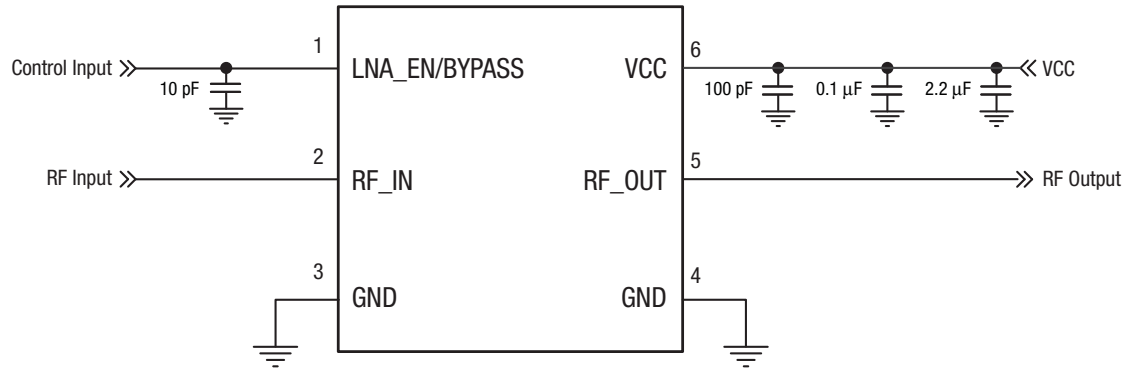 1
6
Control Input
LNA_EN/BYPASS
VCC
VCC
10 pF
100 pF
0.1 μF
2.2 μF
2
5
RF Input
RF_IN
RF_OUT
RF Output
3
4
GND
GND